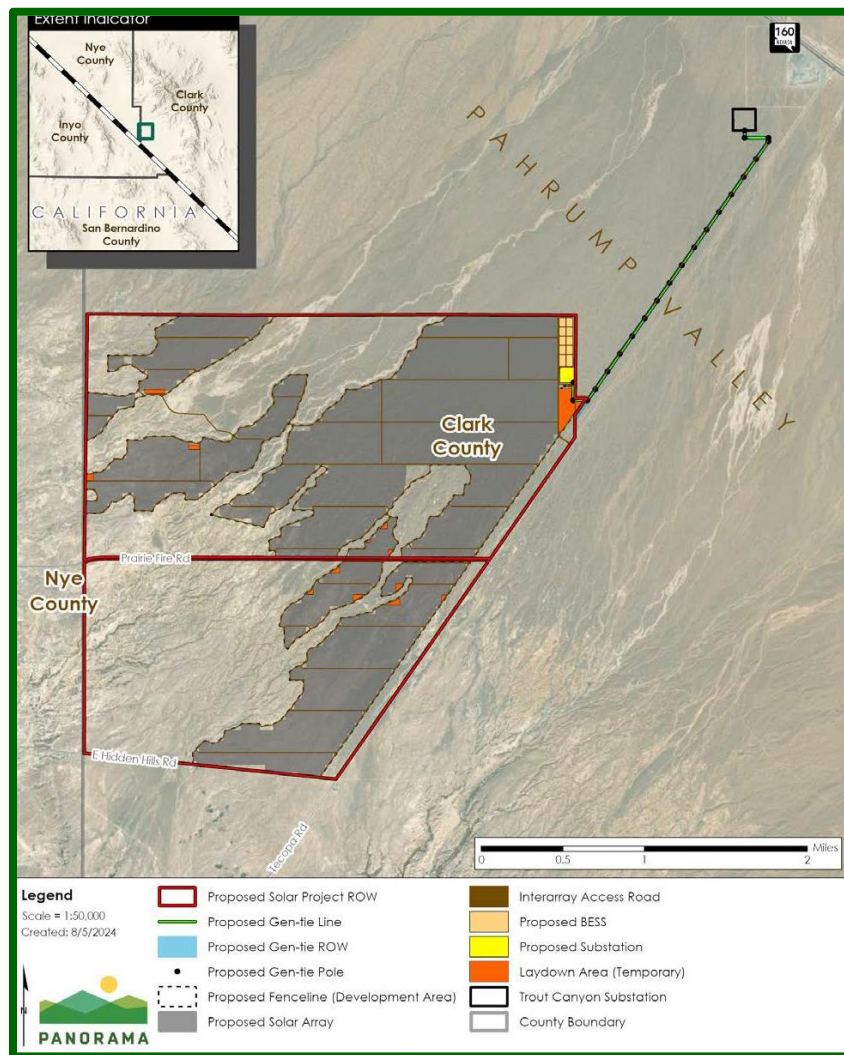 Extent Indicator
Nye
County
Clark
County
Inyo
County
CALIFORNIA
San Bernardino
County
160
NEVADA
PAHRUMP VALLEY
Clark
County
Prairie Fire Rd
Nye
County
E Hidden Hills Rd
Tecopa Rd
Miles
0 0.5 1 2
Legend
Scale = 1:50,000
Created: 8/5/2024
N
PANORAMA
Proposed Solar Project ROW
Proposed Gen-tie Line
Proposed Gen-tie ROW
Proposed Gen-tie Pole
Proposed Fenceline (Development Area)
Proposed Solar Array
Interarray Access Road
Proposed BESS
Proposed Substation
Laydown Area (Temporary)
Trout Canyon Substation
County Boundary